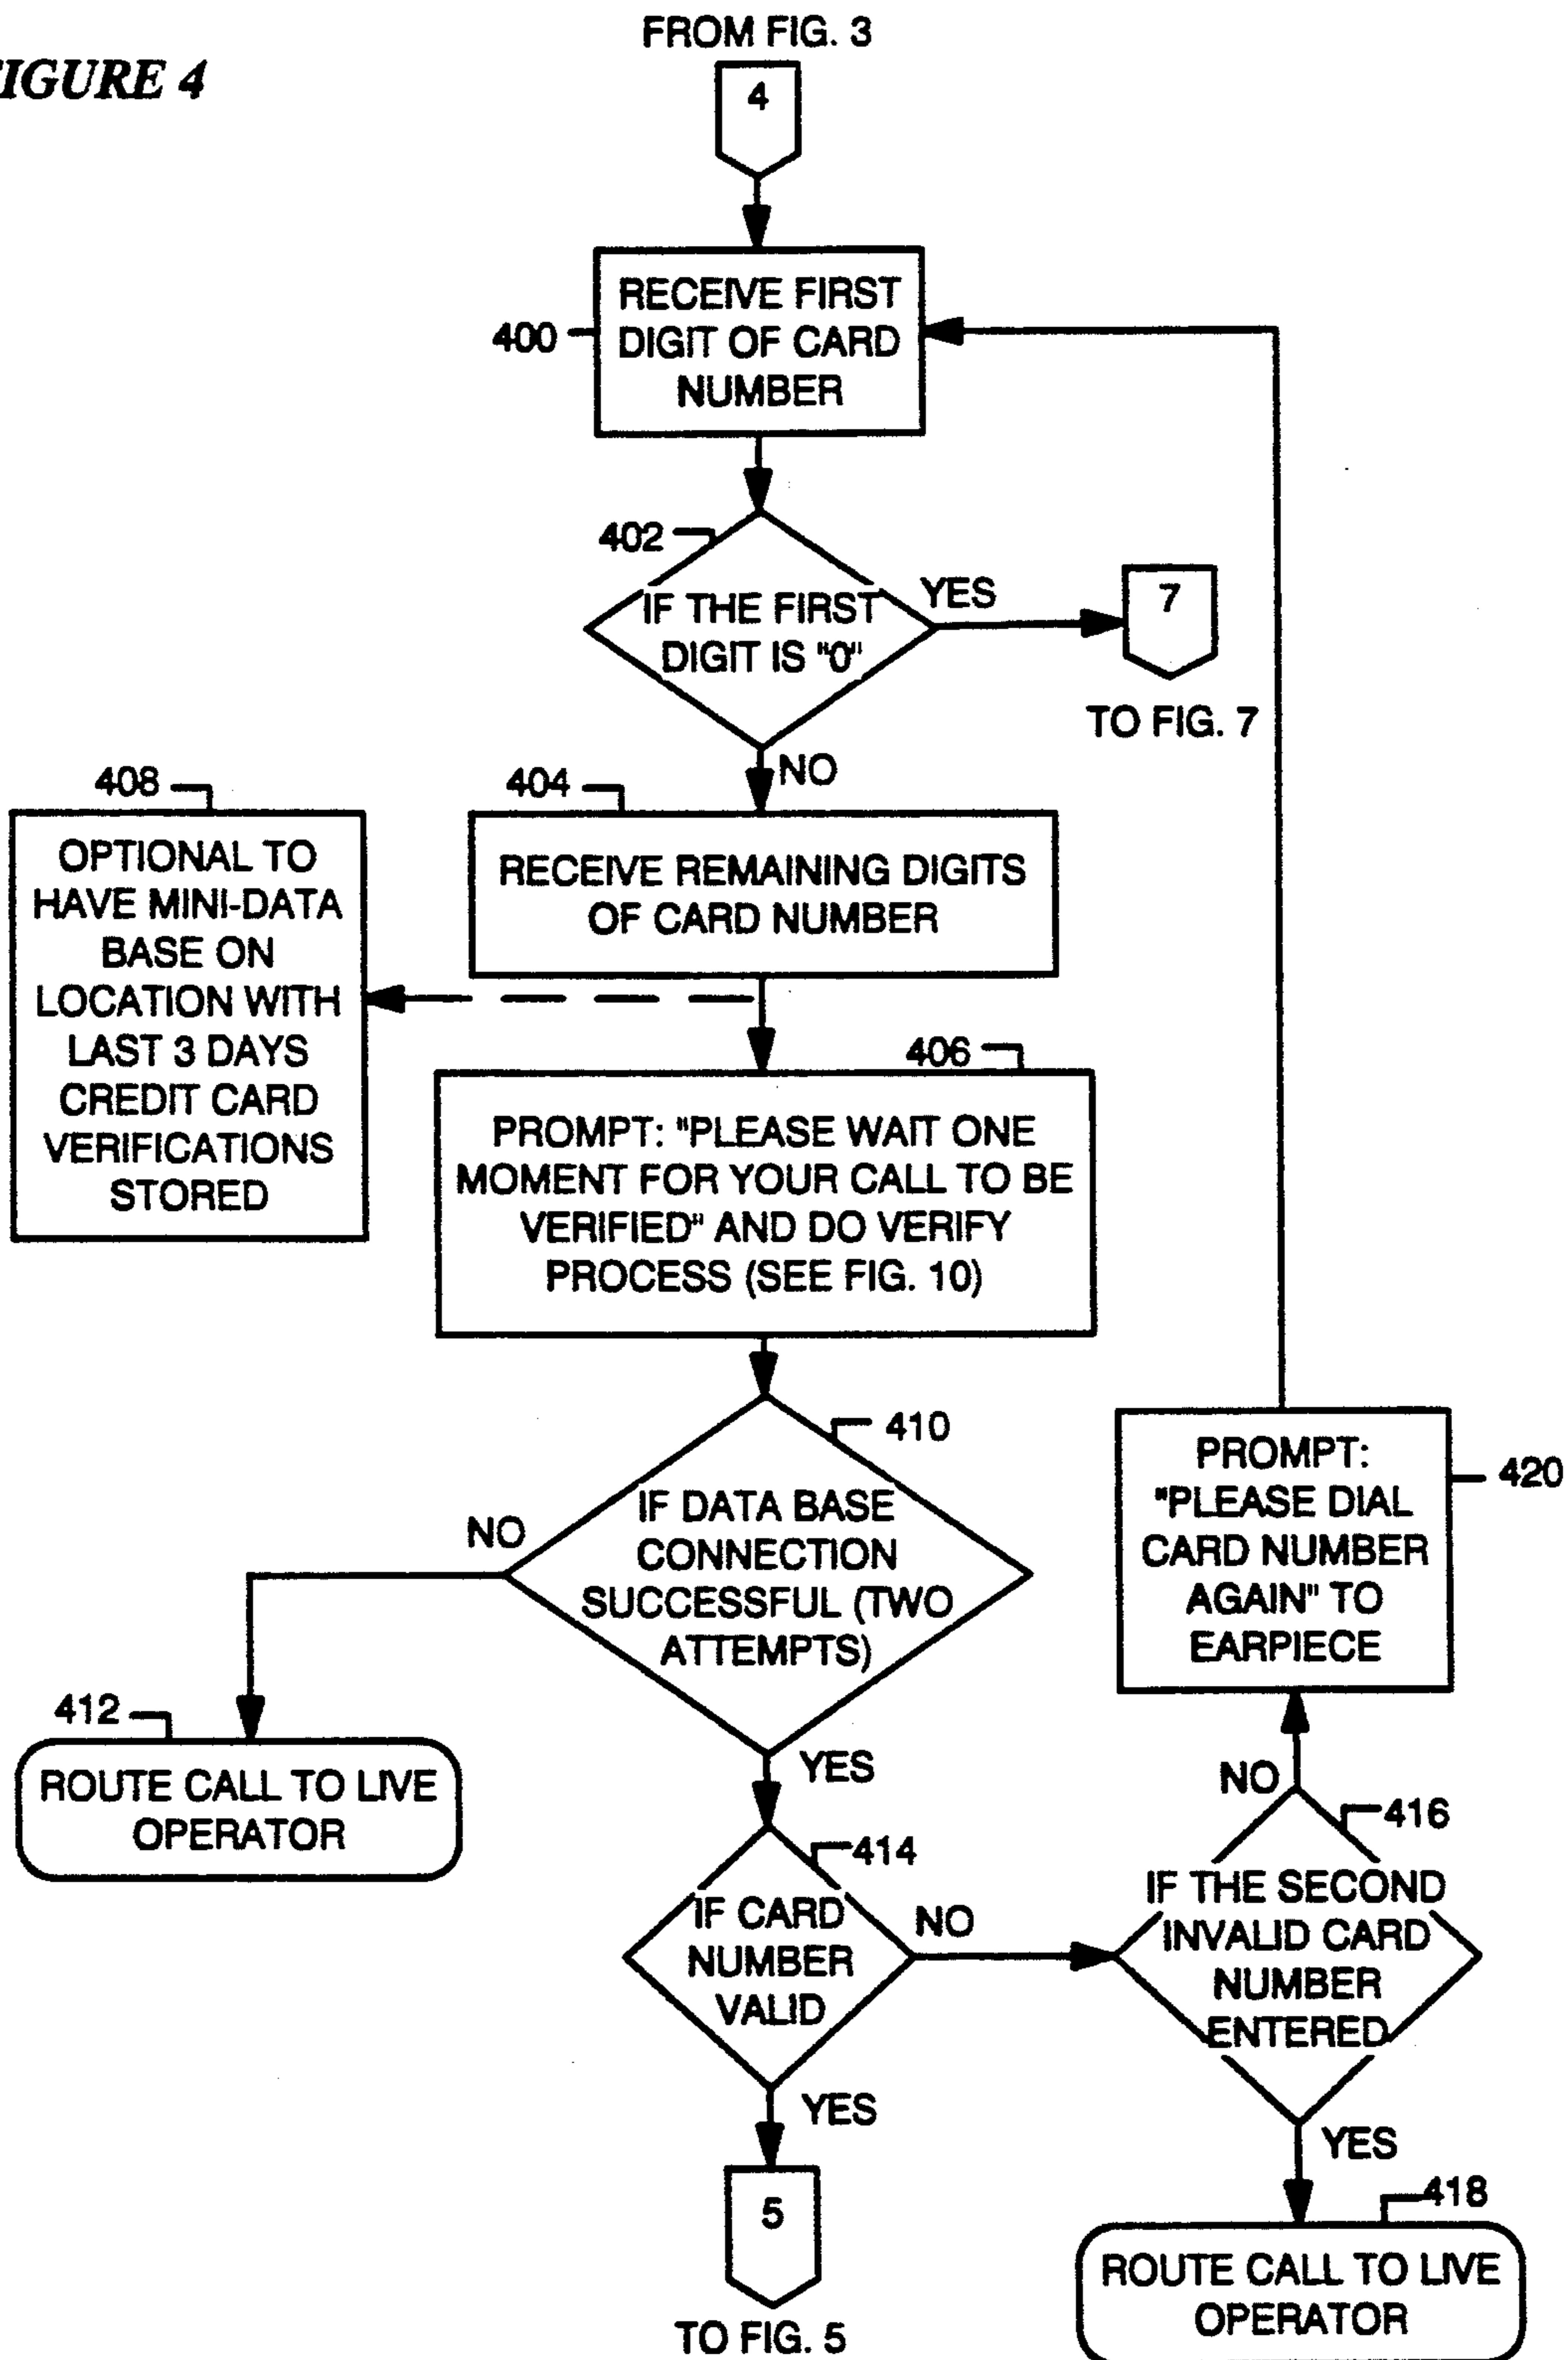 FROM FIG. 3
FIGURE 4
4
RECEIVE FIRST
DIGIT OF CARD
NUMBER
400
402
IF THE FIRST
DIGIT IS "0"
YES
7
TO FIG. 7
NO
408
404
OPTIONAL TO
HAVE MINI-DATA
BASE ON
LOCATION WITH
LAST 3 DAYS
CREDIT CARD
VERIFICATIONS
STORED
RECEIVE REMAINING DIGITS
OF CARD NUMBER
406
PROMPT: "PLEASE WAIT ONE
MOMENT FOR YOUR CALL TO BE
VERIFIED" AND DO VERIFY
PROCESS (SEE FIG. 10)
410
IF DATA BASE
CONNECTION
SUCCESSFUL (TWO
ATTEMPTS)
NO
PROMPT:
"PLEASE DIAL
CARD NUMBER
AGAIN" TO
EARPIECE
420
412
ROUTE CALL TO LIVE
OPERATOR
YES
414
IF CARD
NUMBER
VALID
NO
NO
416
IF THE SECOND
INVALID CARD
NUMBER
ENTERED
YES
5
TO FIG. 5
YES
418
ROUTE CALL TO LIVE
OPERATOR